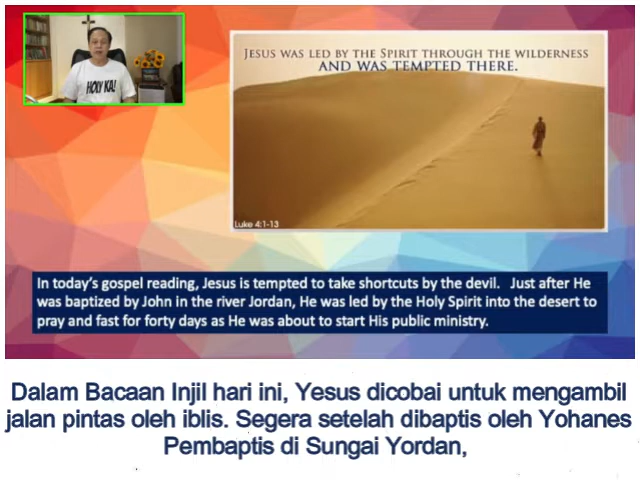 HOLY KA!
JESUS WAS LED BY THE SPIRIT THROUGH THE WILDERNESS
AND WAS TEMPTED THERE.
Luke 4:1-13
In today's gospel reading, Jesus is tempted to take shortcuts by the devil. Just after He
was baptized by John in the river Jordan, He was led by the Holy Spirit into the desert to
pray and fast for forty days as He was about to start His public ministry.
Dalam Bacaan Injil hari ini, Yesus dicobai untuk mengambil
jalan pintas oleh iblis. Segera setelah dibaptis oleh Yohanes
Pembaptis di Sungai Yordan,